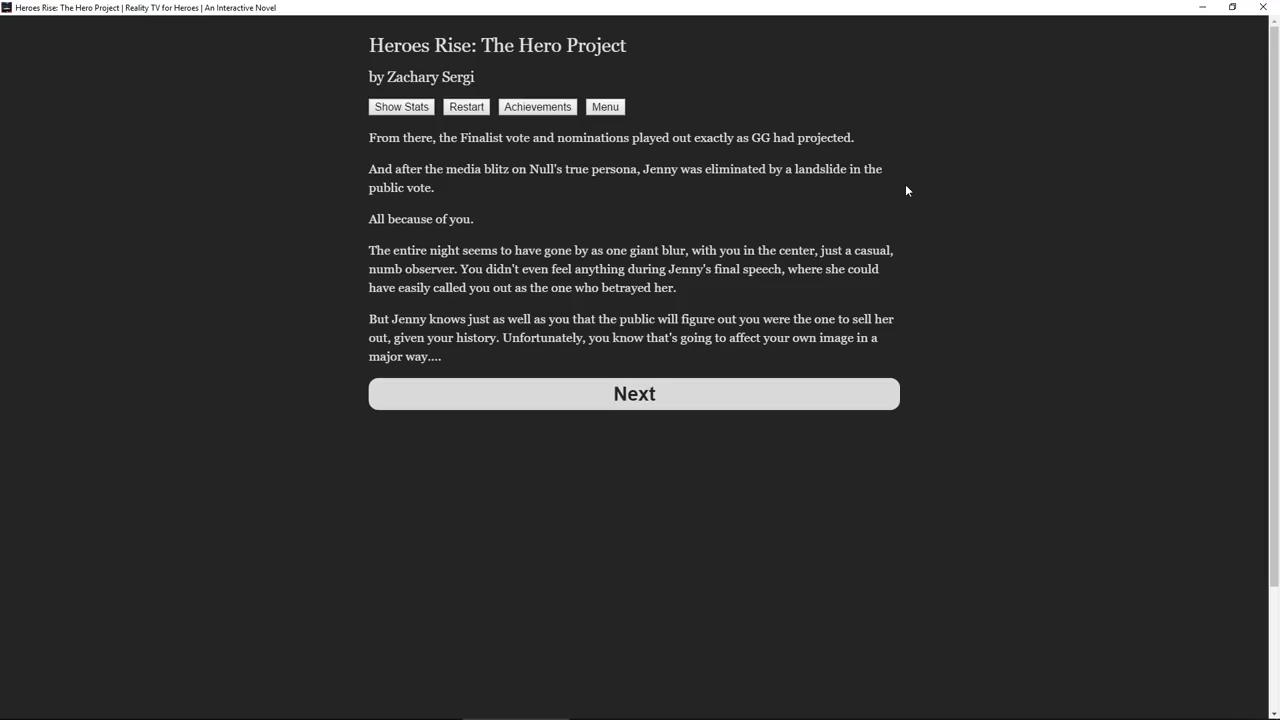 Heroes Rise: The Hero Project | Reality TV for Heroes | An Interactive Novel
Heroes Rise: The Hero Project
by Zachary Sergi
Show Stats Restart Achievements Menu
From there, the Finalist vote and nominations played out exactly as GG had projected.
And after the media blitz on Null's true persona, Jenny was eliminated by a landslide in the
public vote.
All because of you.
The entire night seems to have gone by as one giant blur, with you in the center, just a casual,
numb observer. You didn't even feel anything during Jenny's final speech, where she could
have easily called you out as the one who betrayed her.
But Jenny knows just as well as you that the public will figure out you were the one to sell her
out, given your history. Unfortunately, you know that's going to affect your own image in a
major way....
Next